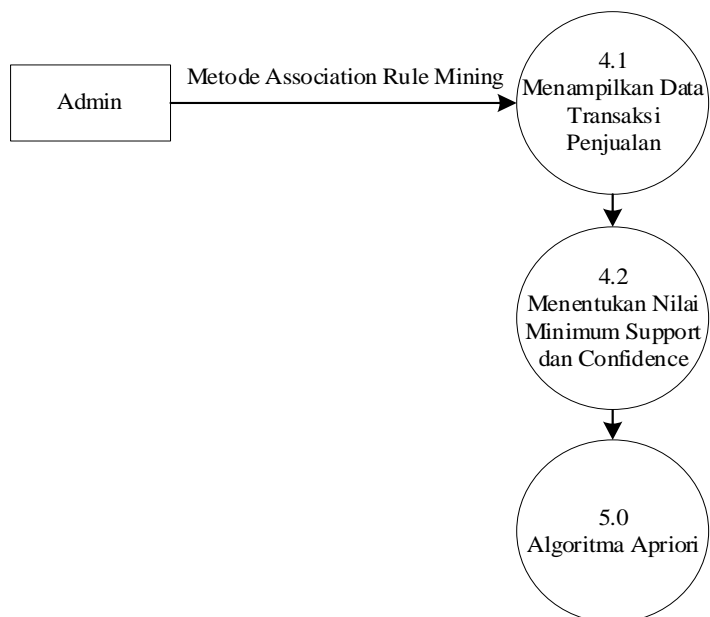 Admin
Metode Association Rule Mining
4.1
Menampilkan Data
Transaksi
Penjualan
4.2
Menentukan Nilai
Minimum Support
dan Confidence
5.0
Algoritma Apriori